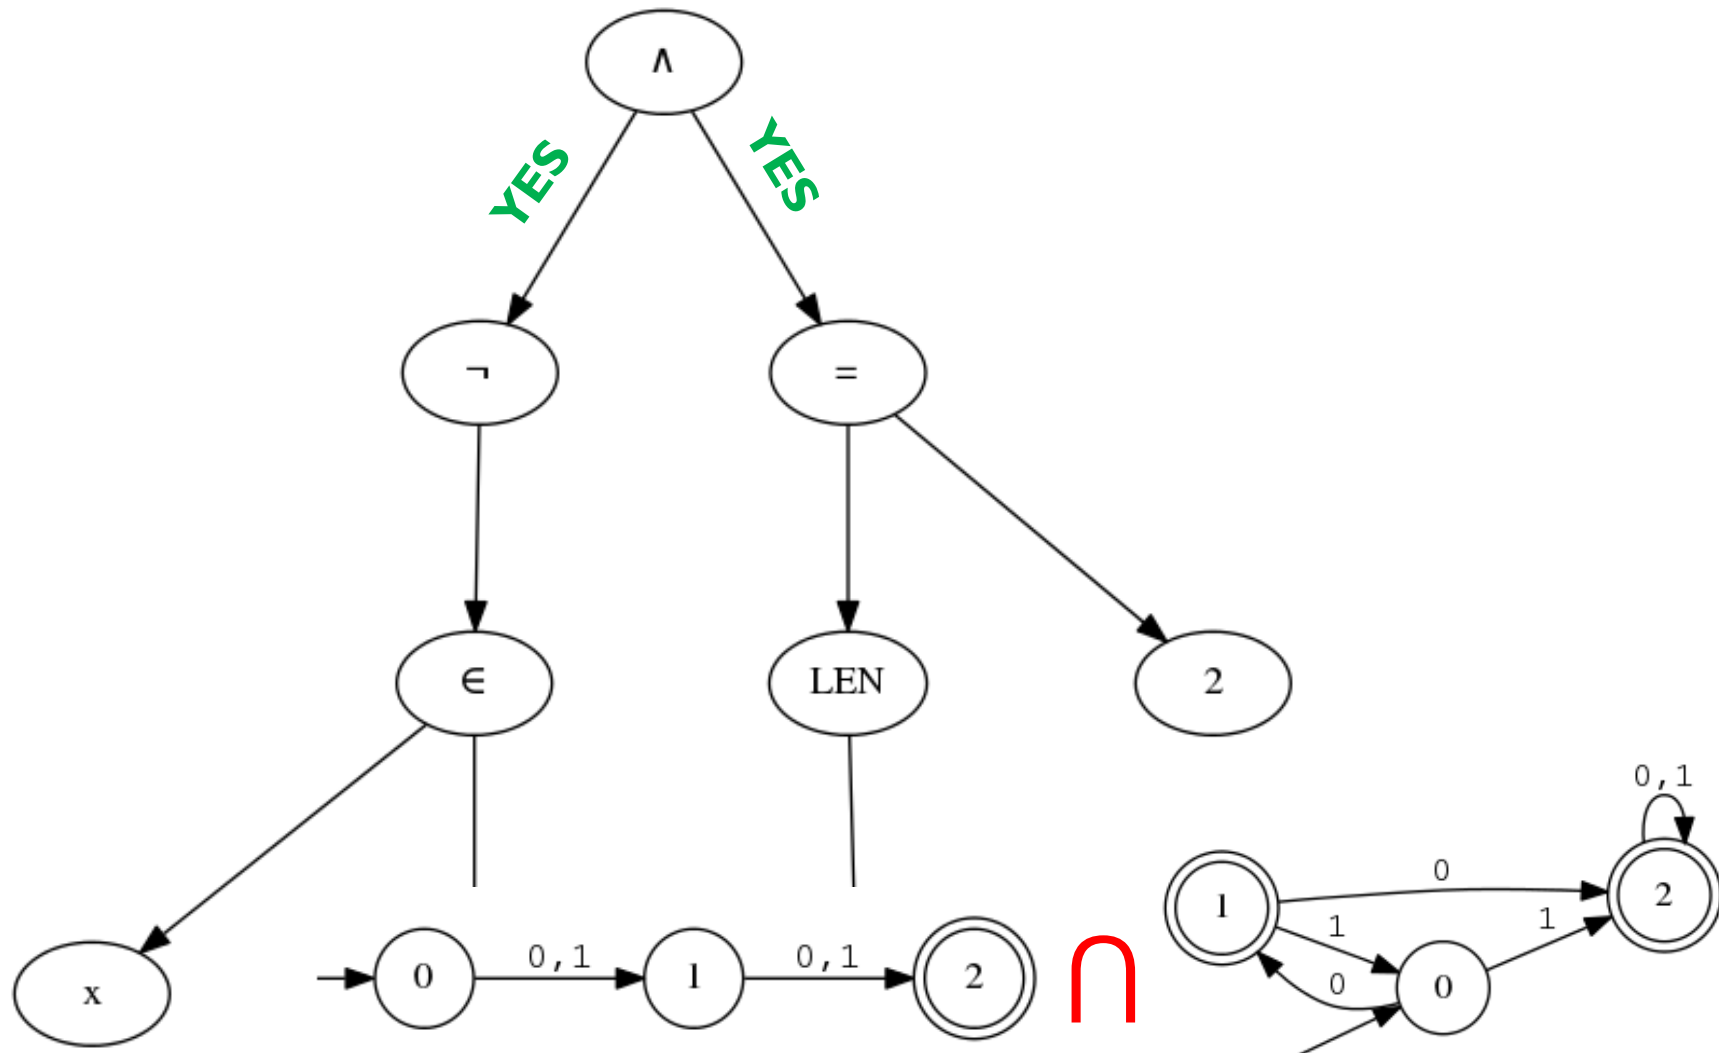 ∧
YES YES
¬ =
∈ LEN 2
0,1
0
1 2
1 1
x 0 0,1 1 0,1 2 ∩ 0 0